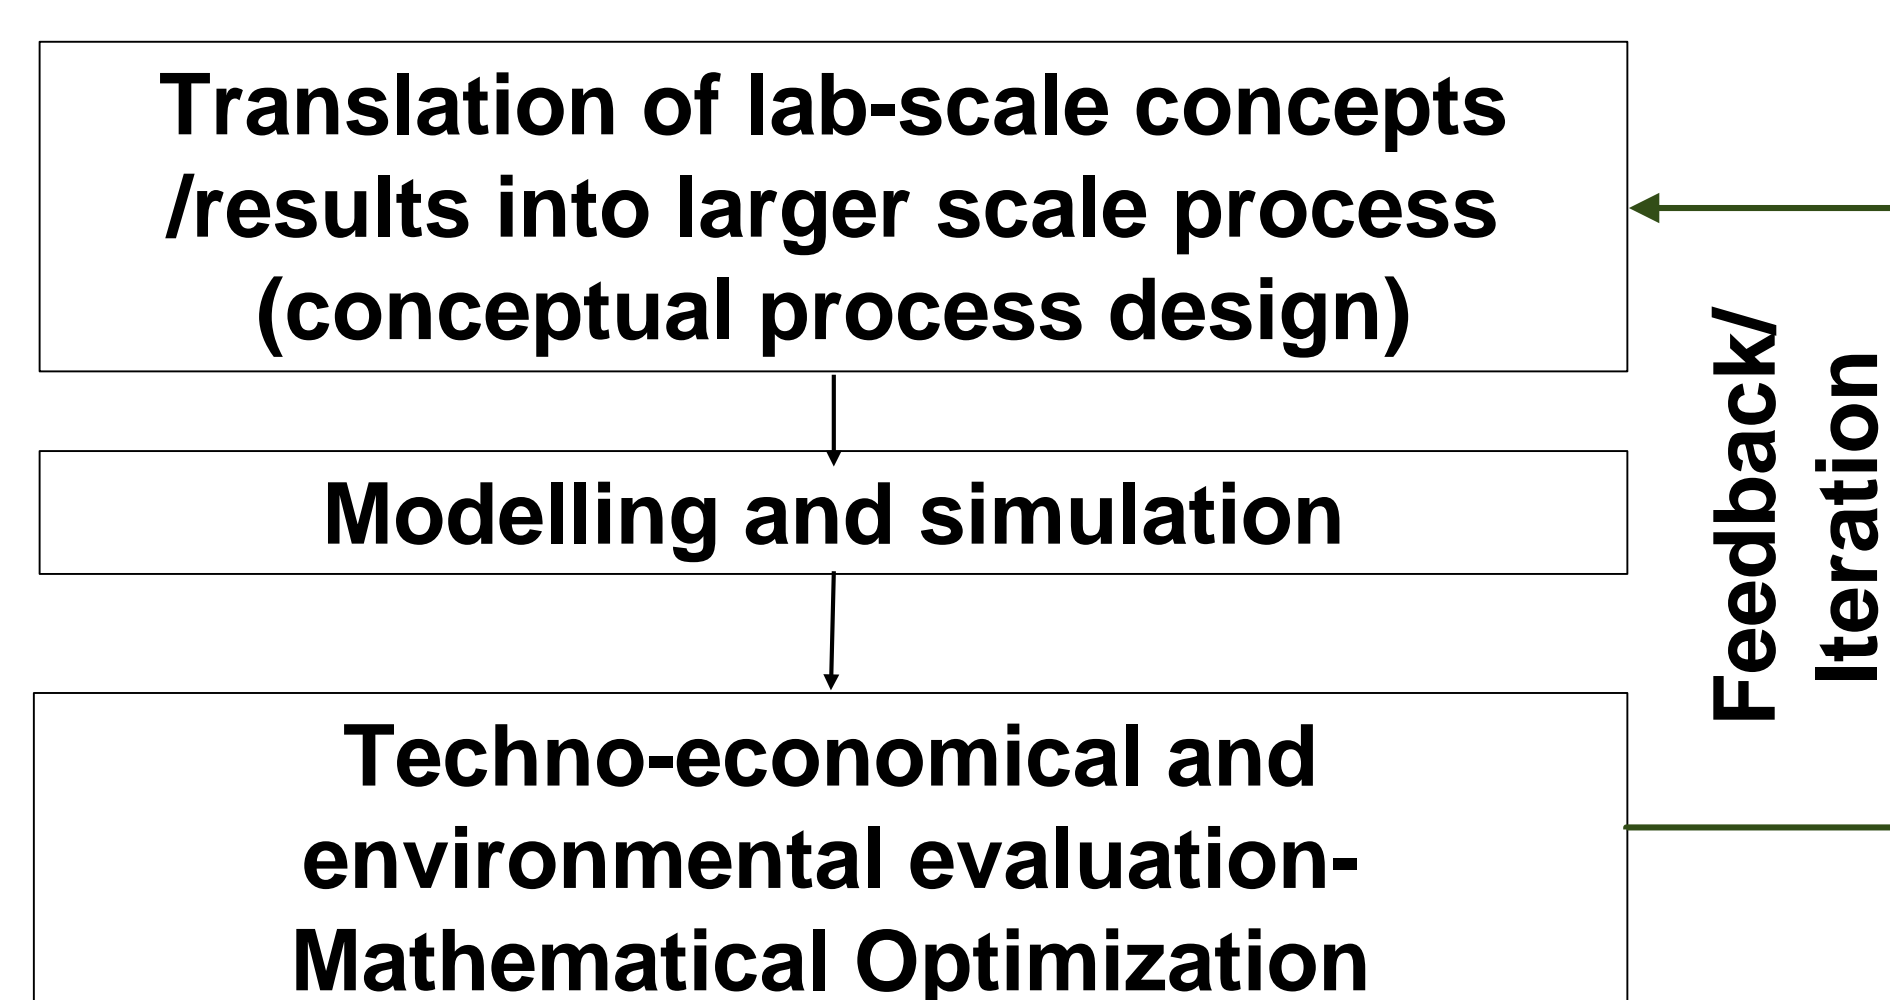 Translation of lab-scale concepts
/results into larger scale process
(conceptual process design)
Modelling and simulation
Techno-economical and
environmental evaluation-
Mathematical Optimization
Feedback/
Iteration